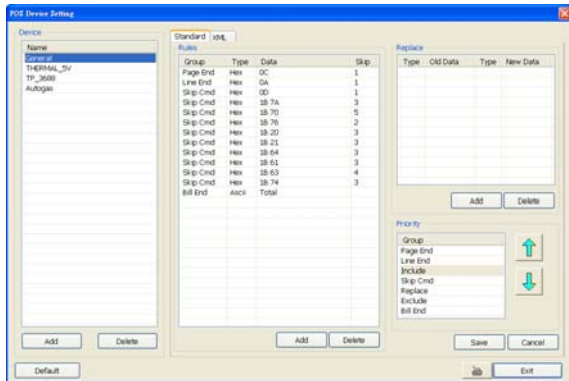 POS Device Setting
Device
Name
General
THERMAL_5V
TP_3688
Autogas
Add Delete
Default
Standard XML
Rules
Group Type Data Skip
Page End Hex 0C 1
Line End Hex 0A 1
Skip Cmd Hex 0D 1
Skip Cmd Hex 1B 7A 3
Skip Cmd Hex 1B 70 5
Skip Cmd Hex 1B 76 2
Skip Cmd Hex 1B 20 3
Skip Cmd Hex 1B 21 3
Skip Cmd Hex 1B 64 3
Skip Cmd Hex 1B 61 3
Skip Cmd Hex 1B 63 4
Skip Cmd Hex 1B 74 3
Bill End Ascii Total
Add Delete
Replace
Type Old Data Type New Data
Add Delete
Priority
Group
Page End
Line End
Include
Skip Cmd
Replace
Exclude
Bill End
Save Cancel
Exit